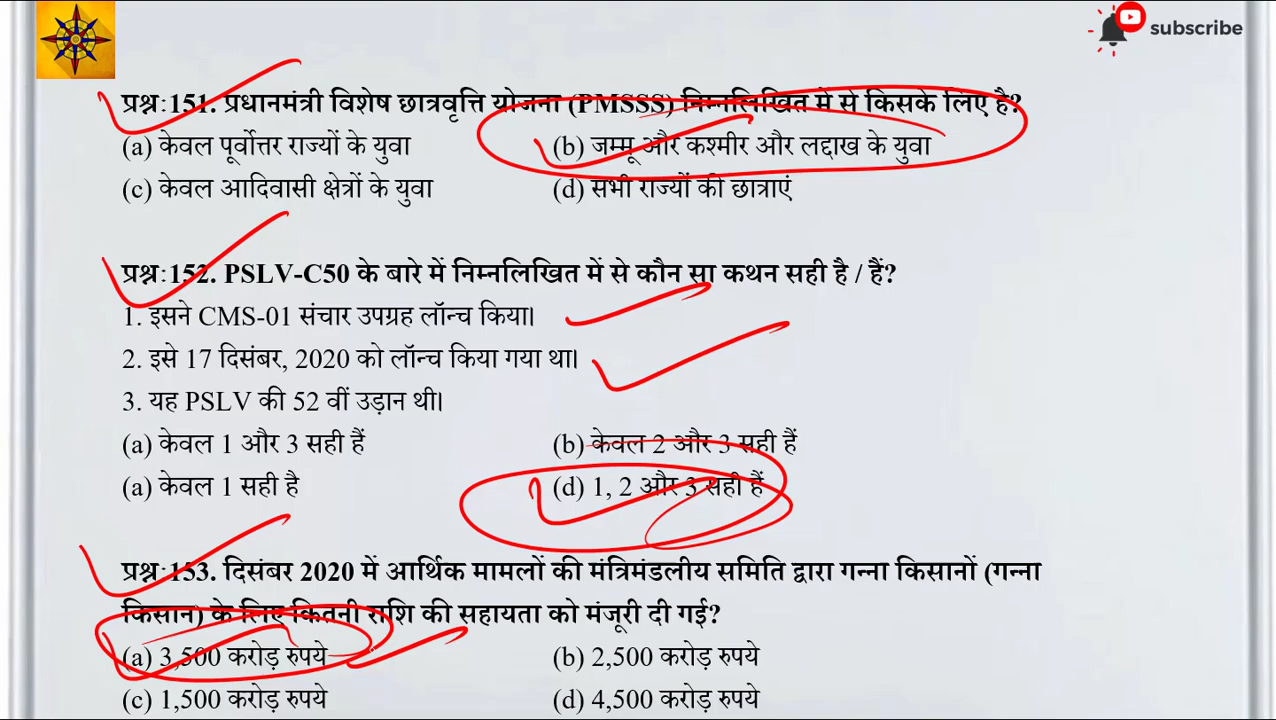 subscribe
प्रश्न:151. प्रधानमंत्री विशेष छात्रवृत्ति योजना (PMSSS) निम्नलिखित में से किसके लिए है?
(a) केवल पूर्वोत्तर राज्यों के युवा (b) जम्मू और कश्मीर और लद्दाख के युवा
(c) केवल आदिवासी क्षेत्रों के युवा (d) सभी राज्यों की छात्राएं
प्रश्न:152. PSLV-C50 के बारे में निम्नलिखित में से कौन सा कथन सही है / हैं?
1. इसने CMS-01 संचार उपग्रह लॉन्च किया।
2. इसे 17 दिसंबर, 2020 को लॉन्च किया गया था।
3. यह PSLV की 52 वीं उड़ान थी।
(a) केवल 1 और 3 सही हैं (b) केवल 2 और 3 सही हैं
(a) केवल 1 सही है (d) 1, 2 और 3 सही हैं
प्रश्न:153. दिसंबर 2020 में आर्थिक मामलों की मंत्रिमंडलीय समिति द्वारा गन्ना किसानों (गन्ना
किसान) के लिए कितनी राशि की सहायता को मंजूरी दी गई?
(a) 3,500 करोड़ रुपये (b) 2,500 करोड़ रुपये
(c) 1,500 करोड़ रुपये (d) 4,500 करोड़ रुपये